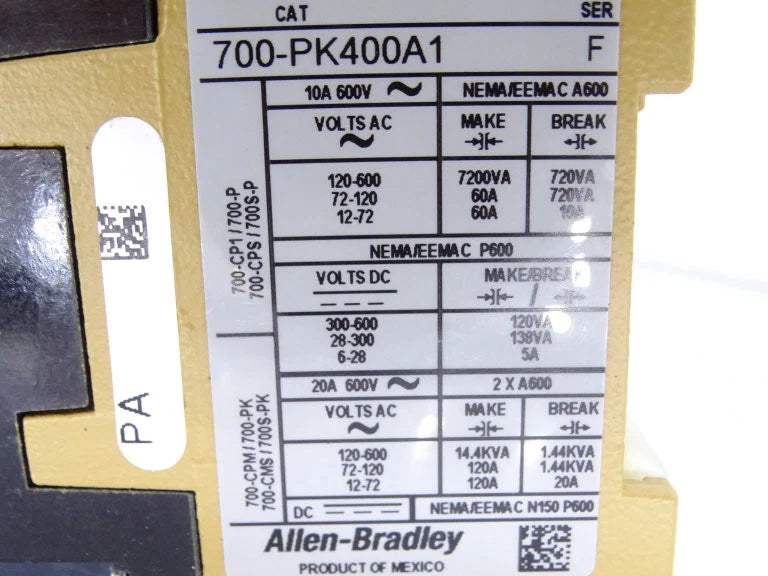 CAT SER
700-PK400A1 F
10A 600V NEMA/EEMAC A600
VOLTS AC MAKE BREAK
120-600 7200VA 720VA
72-120 60A 720VA
12-72 60A 10A
NEMA/EEMAC P600
VOLTS DC MAKE/BREAK
/
300-600 120VA
28-300 138VA
6-28 5A
700-CP1 / 700-P
700-CPS / 700S-P
20A 600V 2 X A600
VOLTS AC MAKE BREAK
120-600 14.4KVA 1.44KVA
72-120 120A 1.44KVA
12-72 120A 20A
700-CPM / 700-PK
700-CMS / 700S-PK
DC NEMA/EEMAC N150 P600
Allen-Bradley
PRODUCT OF MEXICO
PA